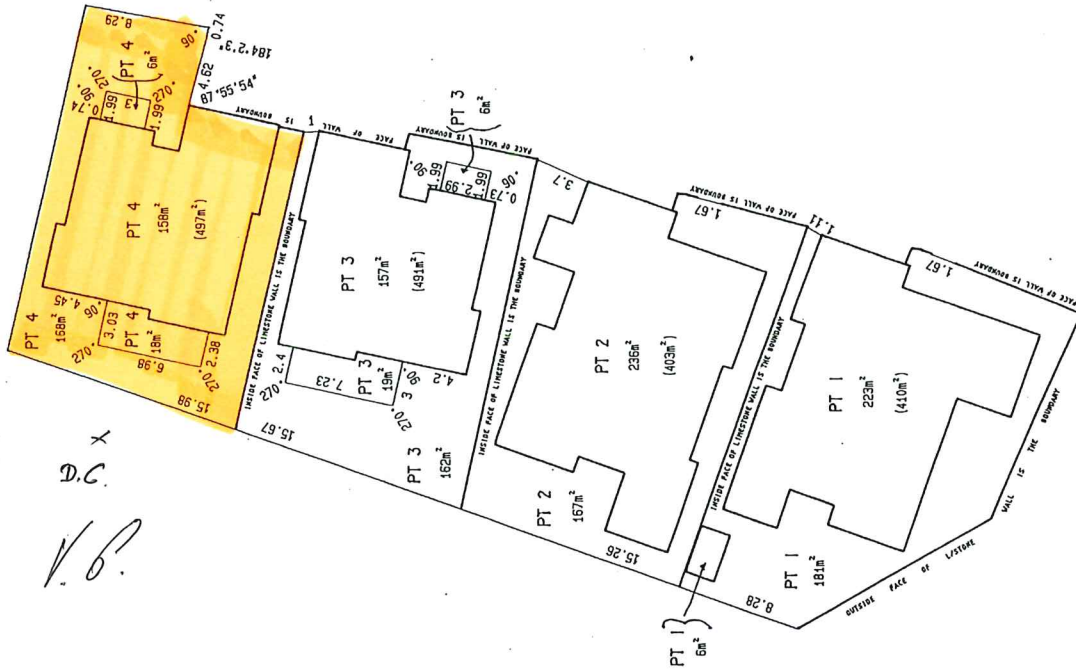 8.29
0.74
90°
184°2'3"
4.62
87°55'54"
PT 4
6m²
270°
90°
270°
0.74
1.99
3
1.99
PT 4
158m²
(497m²)
4.45
90°
3.03
PT 4
18m²
PT 4
168m²
270°
6.98
2.38
270°
15.98
INSIDE FACE OF LIMESTONE WALL IS THE BOUNDARY
FACE OF WALL IS BOUNDARY
1
PT 3
6m²
FACE OF WALL IS BOUNDARY
90°
1.99
2.99
1.99
90°
0.73
PT 3
157m²
(491m²)
2.4
270°
7.23
PT 3
19m²
90°
4.2
3
270°
15.67
PT 3
162m²
INSIDE FACE OF LIMESTONE WALL IS THE BOUNDARY
3.7
1.67
FACE OF WALL IS BOUNDARY
PT 2
236m²
(403m²)
PT 2
167m²
15.26
INSIDE FACE OF LIMESTONE WALL IS THE BOUNDARY
1.11
1.67
FACE OF WALL IS BOUNDARY
PT 1
223m²
(410m²)
PT 1
181m²
8.28
PT 1
6m²
OUTSIDE FACE OF L/STONE WALL IS THE BOUNDARY
x
D.C.